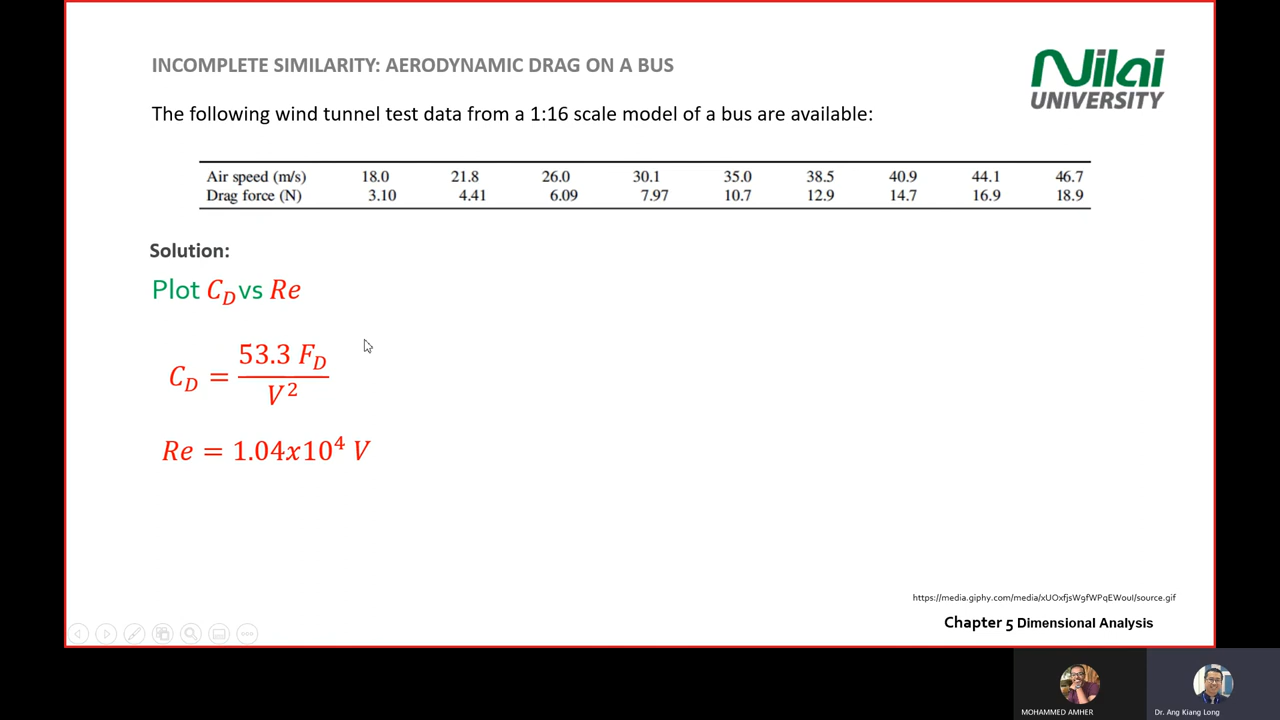 INCOMPLETE SIMILARITY: AERODYNAMIC DRAG ON A BUS
Nilai
UNIVERSITY
The following wind tunnel test data from a 1:16 scale model of a bus are available:
Air speed (m/s) 18.0 21.8 26.0 30.1 35.0 38.5 40.9 44.1 46.7
Drag force (N) 3.10 4.41 6.09 7.97 10.7 12.9 14.7 16.9 18.9
Solution:
Plot C_D vs Re
C_D = 53.3 F_D / V^2
Re = 1.04x10^4 V
https://media.giphy.com/media/xUOxfjsW9fWPqEWouI/source.gif
Chapter 5 Dimensional Analysis
MOHAMMED AMHER
Dr. Ang Kiang Long